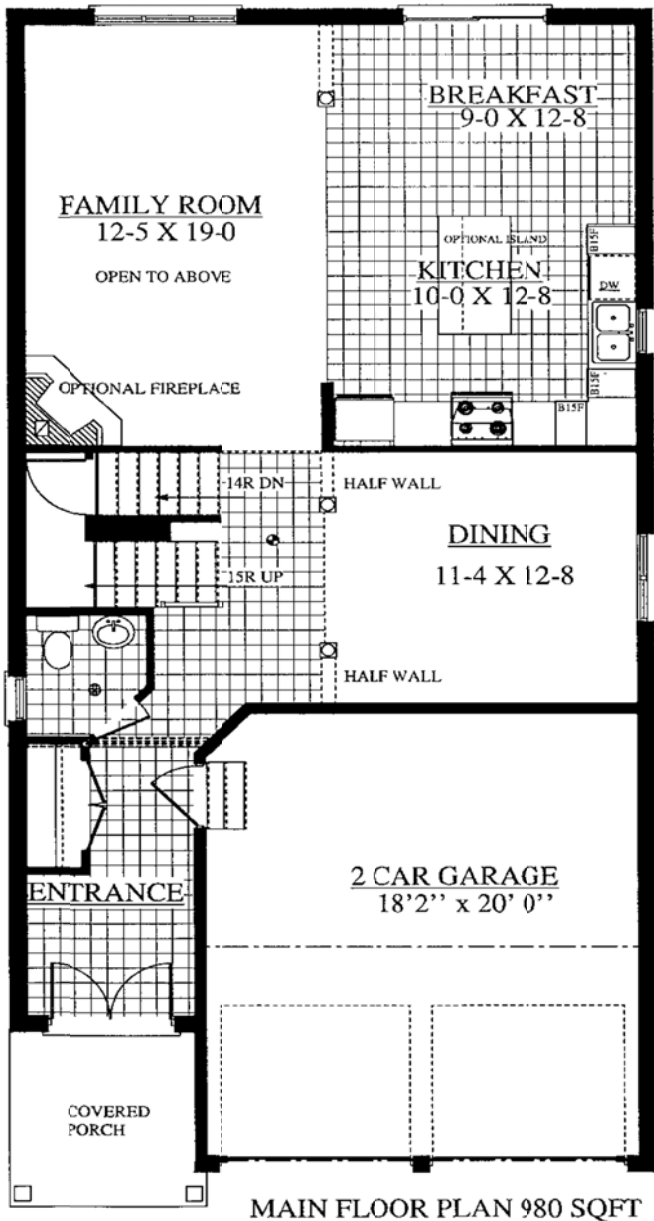 BREAKFAST
9-0 X 12-8
FAMILY ROOM
12-5 X 19-0
OPEN TO ABOVE
OPTIONAL ISLAND
KITCHEN
10-0 X 12-8
B15F
DW
B15F
B15F
OPTIONAL FIREPLACE
14R DN
HALF WALL
DINING
11-4 X 12-8
15R UP
HALF WALL
2 CAR GARAGE
18'2'' x 20' 0''
ENTRANCE
COVERED
PORCH
MAIN FLOOR PLAN 980 SQFT